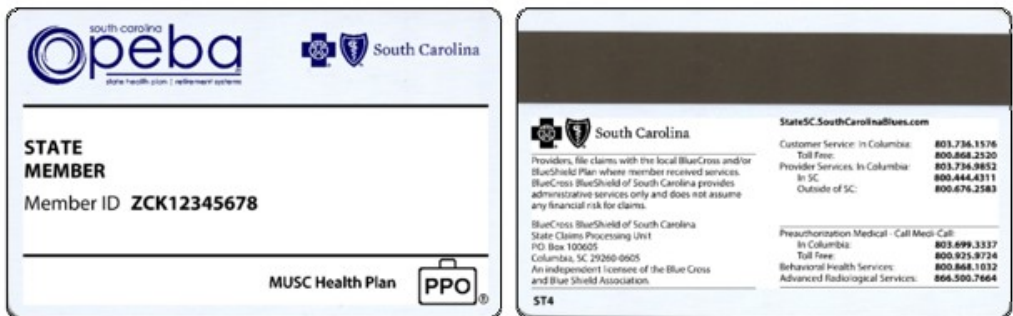 south carolina
peba
state health plan | retirement systems
South Carolina
STATE
MEMBER
Member ID ZCK12345678
MUSC Health Plan
PPO®
South Carolina
Providers, file claims with the local BlueCross and/or
BlueShield Plan where member received services.
BlueCross BlueShield of South Carolina provides
administrative services only and does not assume
any financial risk for claims.
BlueCross BlueShield of South Carolina
State Claims Processing Unit
P.O. Box 100605
Columbia, SC 29260-0605
An independent licensee of the Blue Cross
and Blue Shield Association.
ST4
StateSC.SouthCarolinaBlues.com
Customer Service: In Columbia: 803.736.1576
Toll Free: 800.868.2520
Provider Services: In Columbia: 803.736.9852
In SC 800.444.4311
Outside of SC: 800.676.2583
Preauthorization Medical - Call Medi-Call:
In Columbia: 803.699.3337
Toll Free: 800.925.9724
Behavioral Health Services: 800.868.1032
Advanced Radiological Services: 866.500.7664